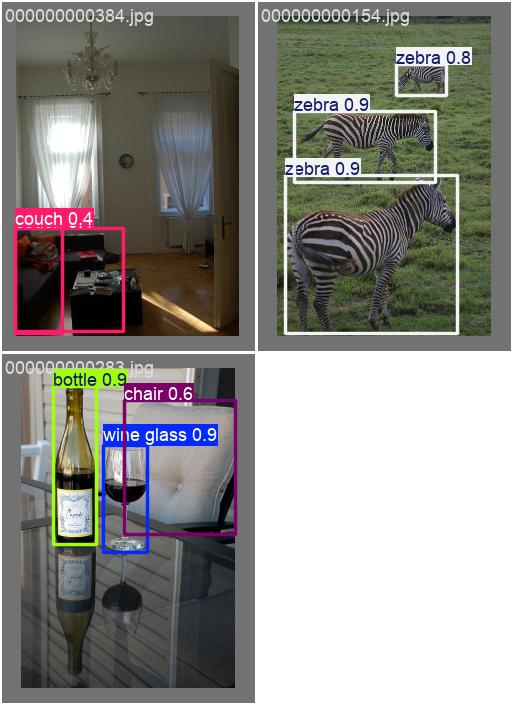 000000000384.jpg
couch 0.4
000000000154.jpg
zebra 0.8
zebra 0.9
zebra 0.9
000000000283.jpg
bottle 0.9
chair 0.6
wine glass 0.9